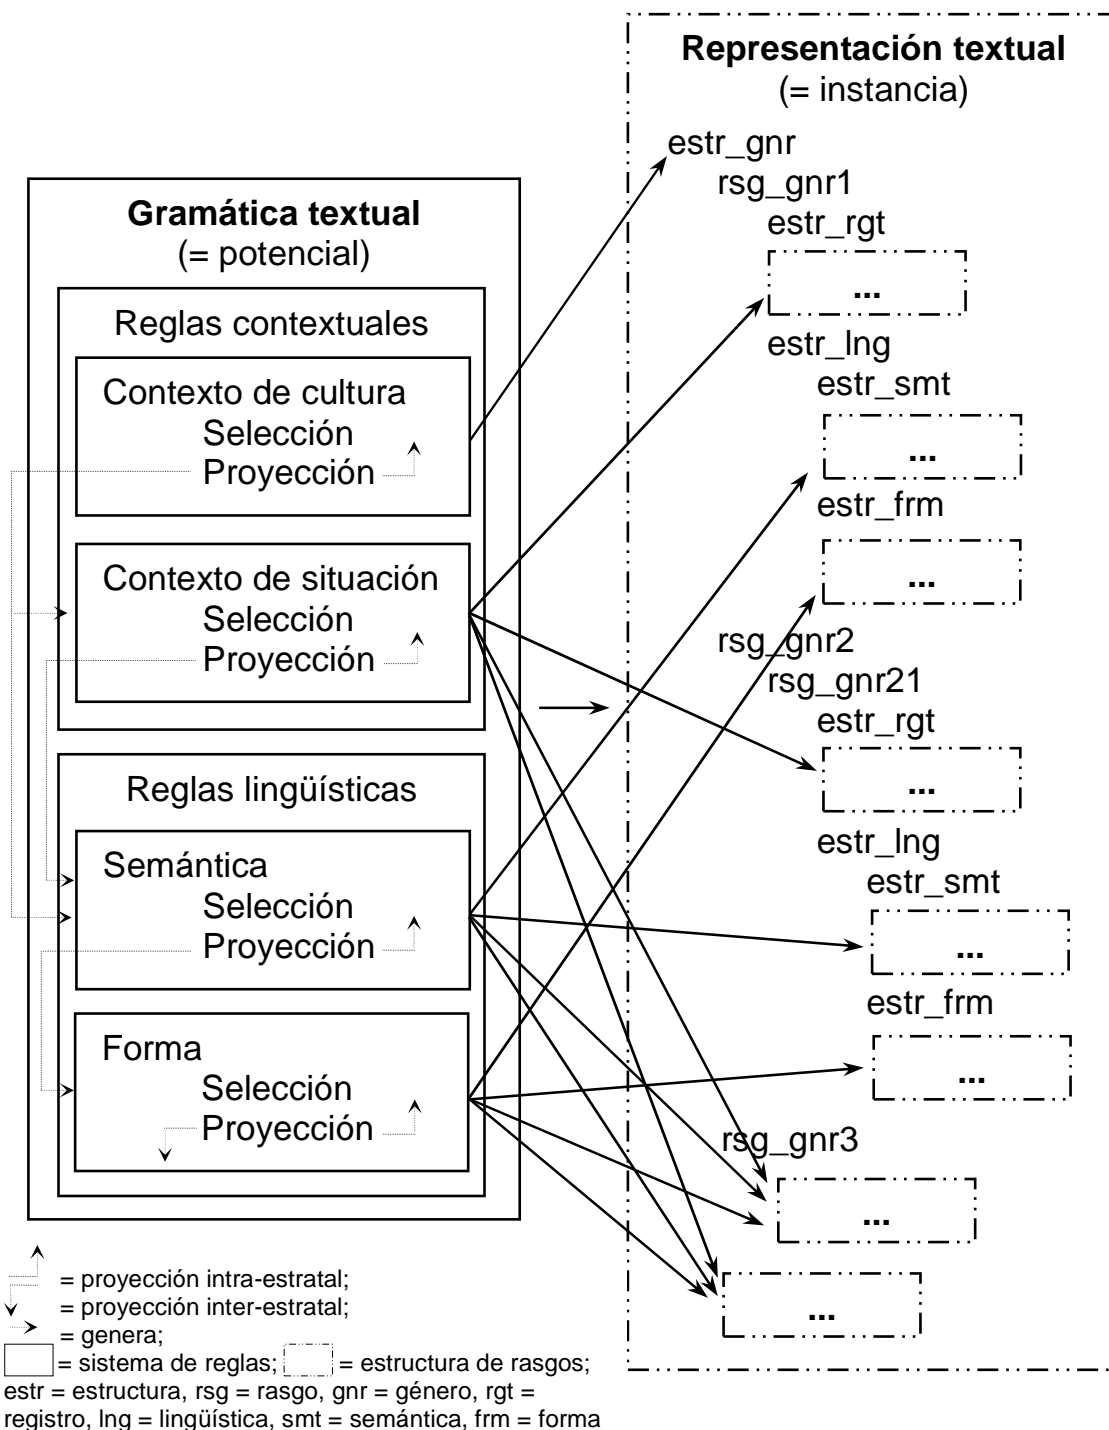 Representación textual
(= instancia)
estr_gnr
rsg_gnr1
estr_rgt
...
estr_lng
estr_smt
...
estr_frm
...
rsg_gnr2
rsg_gnr21
estr_rgt
...
estr_lng
estr_smt
...
estr_frm
...
rsg_gnr3
...
...
Gramática textual
(= potencial)
Reglas contextuales
Contexto de cultura
Selección
Proyección
Contexto de situación
Selección
Proyección
Reglas lingüísticas
Semántica
Selección
Proyección
Forma
Selección
Proyección
= proyección intra-estratal;
= proyección inter-estratal;
= genera;
= sistema de reglas; = estructura de rasgos;
estr = estructura, rsg = rasgo, gnr = género, rgt =
registro, lng = lingüística, smt = semántica, frm = forma